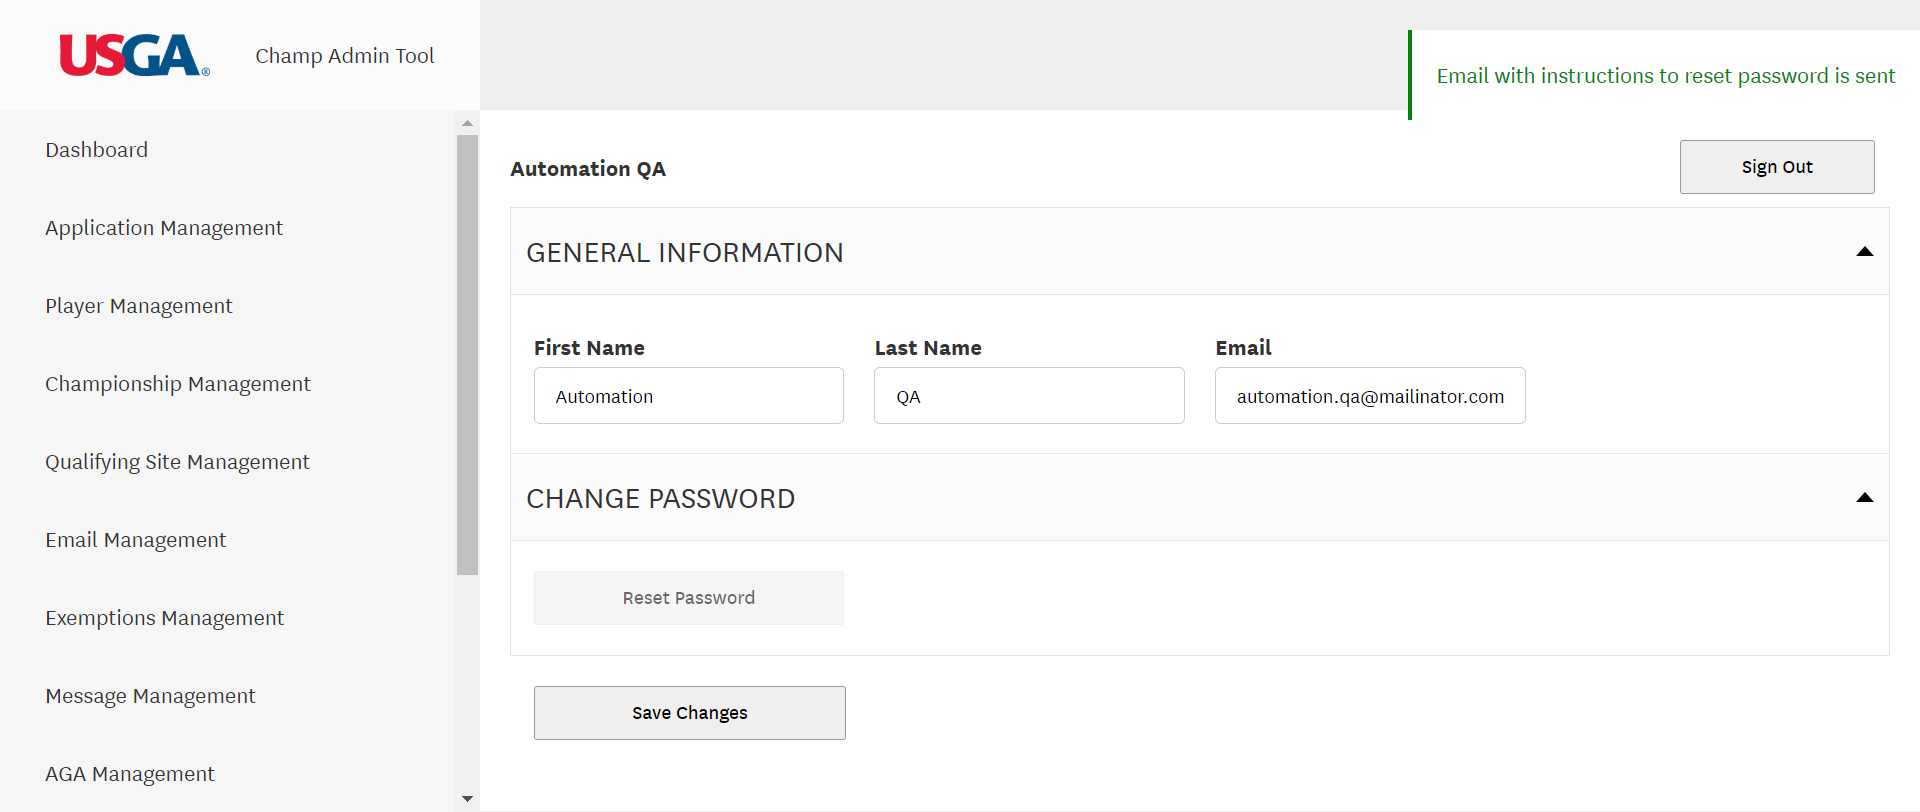 USGA®
Champ Admin Tool
Email with instructions to reset password is sent
Dashboard
Application Management
Player Management
Championship Management
Qualifying Site Management
Email Management
Exemptions Management
Message Management
AGA Management
Automation QA
Sign Out
GENERAL INFORMATION
First Name
Last Name
Email
Automation
QA
automation.qa@mailinator.com
CHANGE PASSWORD
Reset Password
Save Changes